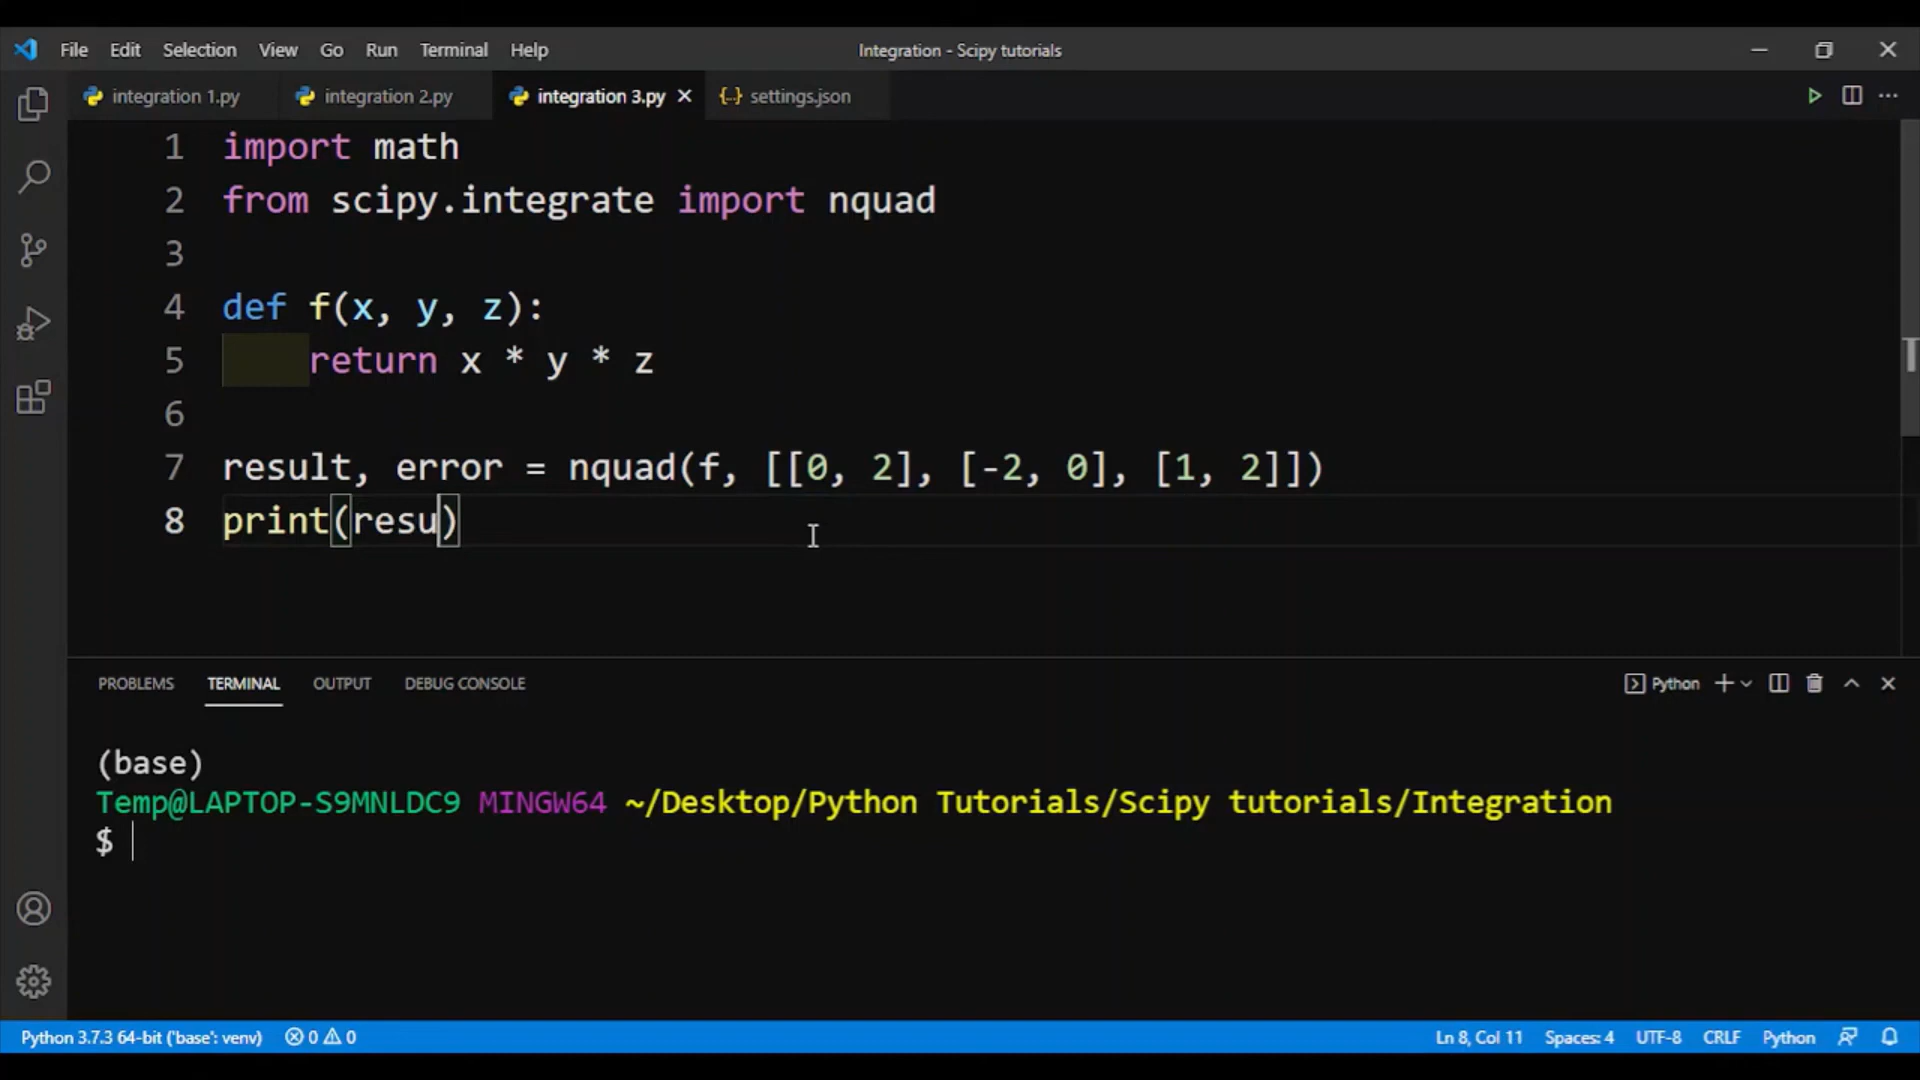 File Edit Selection View Go Run Terminal Help Integration - Scipy tutorials
integration 1.py integration 2.py integration 3.py settings.json
1 import math
2 from scipy.integrate import nquad
3
4 def f(x, y, z):
5 return x * y * z
6
7 result, error = nquad(f, [[0, 2], [-2, 0], [1, 2]])
8 print(resu)
PROBLEMS TERMINAL OUTPUT DEBUG CONSOLE Python
(base)
Temp@LAPTOP-S9MNLDC9 MINGW64 ~/Desktop/Python Tutorials/Scipy tutorials/Integration
$
Python 3.7.3 64-bit ('base': venv) 0 0 Ln 8, Col 11 Spaces: 4 UTF-8 CRLF Python